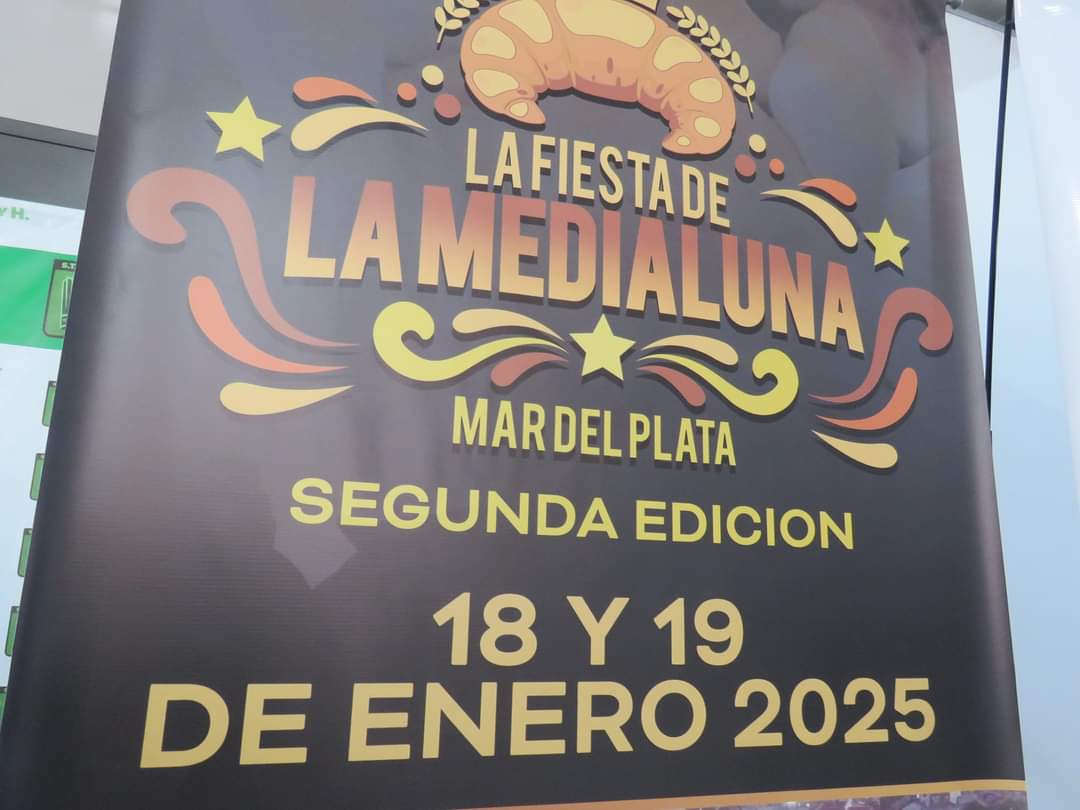 LA FIESTA DE
LA MEDIALUNA
MAR DEL PLATA
SEGUNDA EDICION
18 Y 19
DE ENERO 2025
Y H.